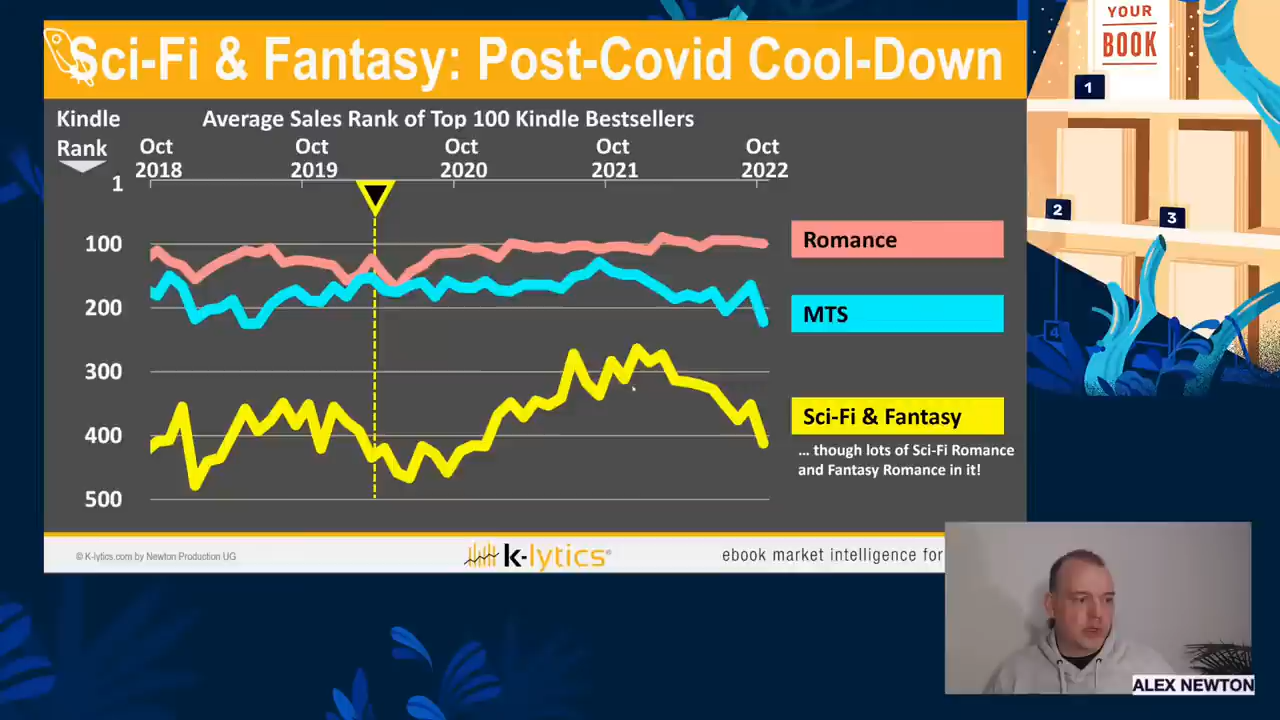 Sci-Fi & Fantasy: Post-Covid Cool-Down
Kindle
Rank
Average Sales Rank of Top 100 Kindle Bestsellers
Oct
2018
Oct
2019
Oct
2020
Oct
2021
Oct
2022
1
100
200
300
400
500
Romance
MTS
Sci-Fi & Fantasy
... though lots of Sci-Fi Romance
and Fantasy Romance in it!
© K-lytics.com by Newton Production UG
k-lytics®
ebook market intelligence for
YOUR
BOOK
1
2
3
4
ALEX NEWTON